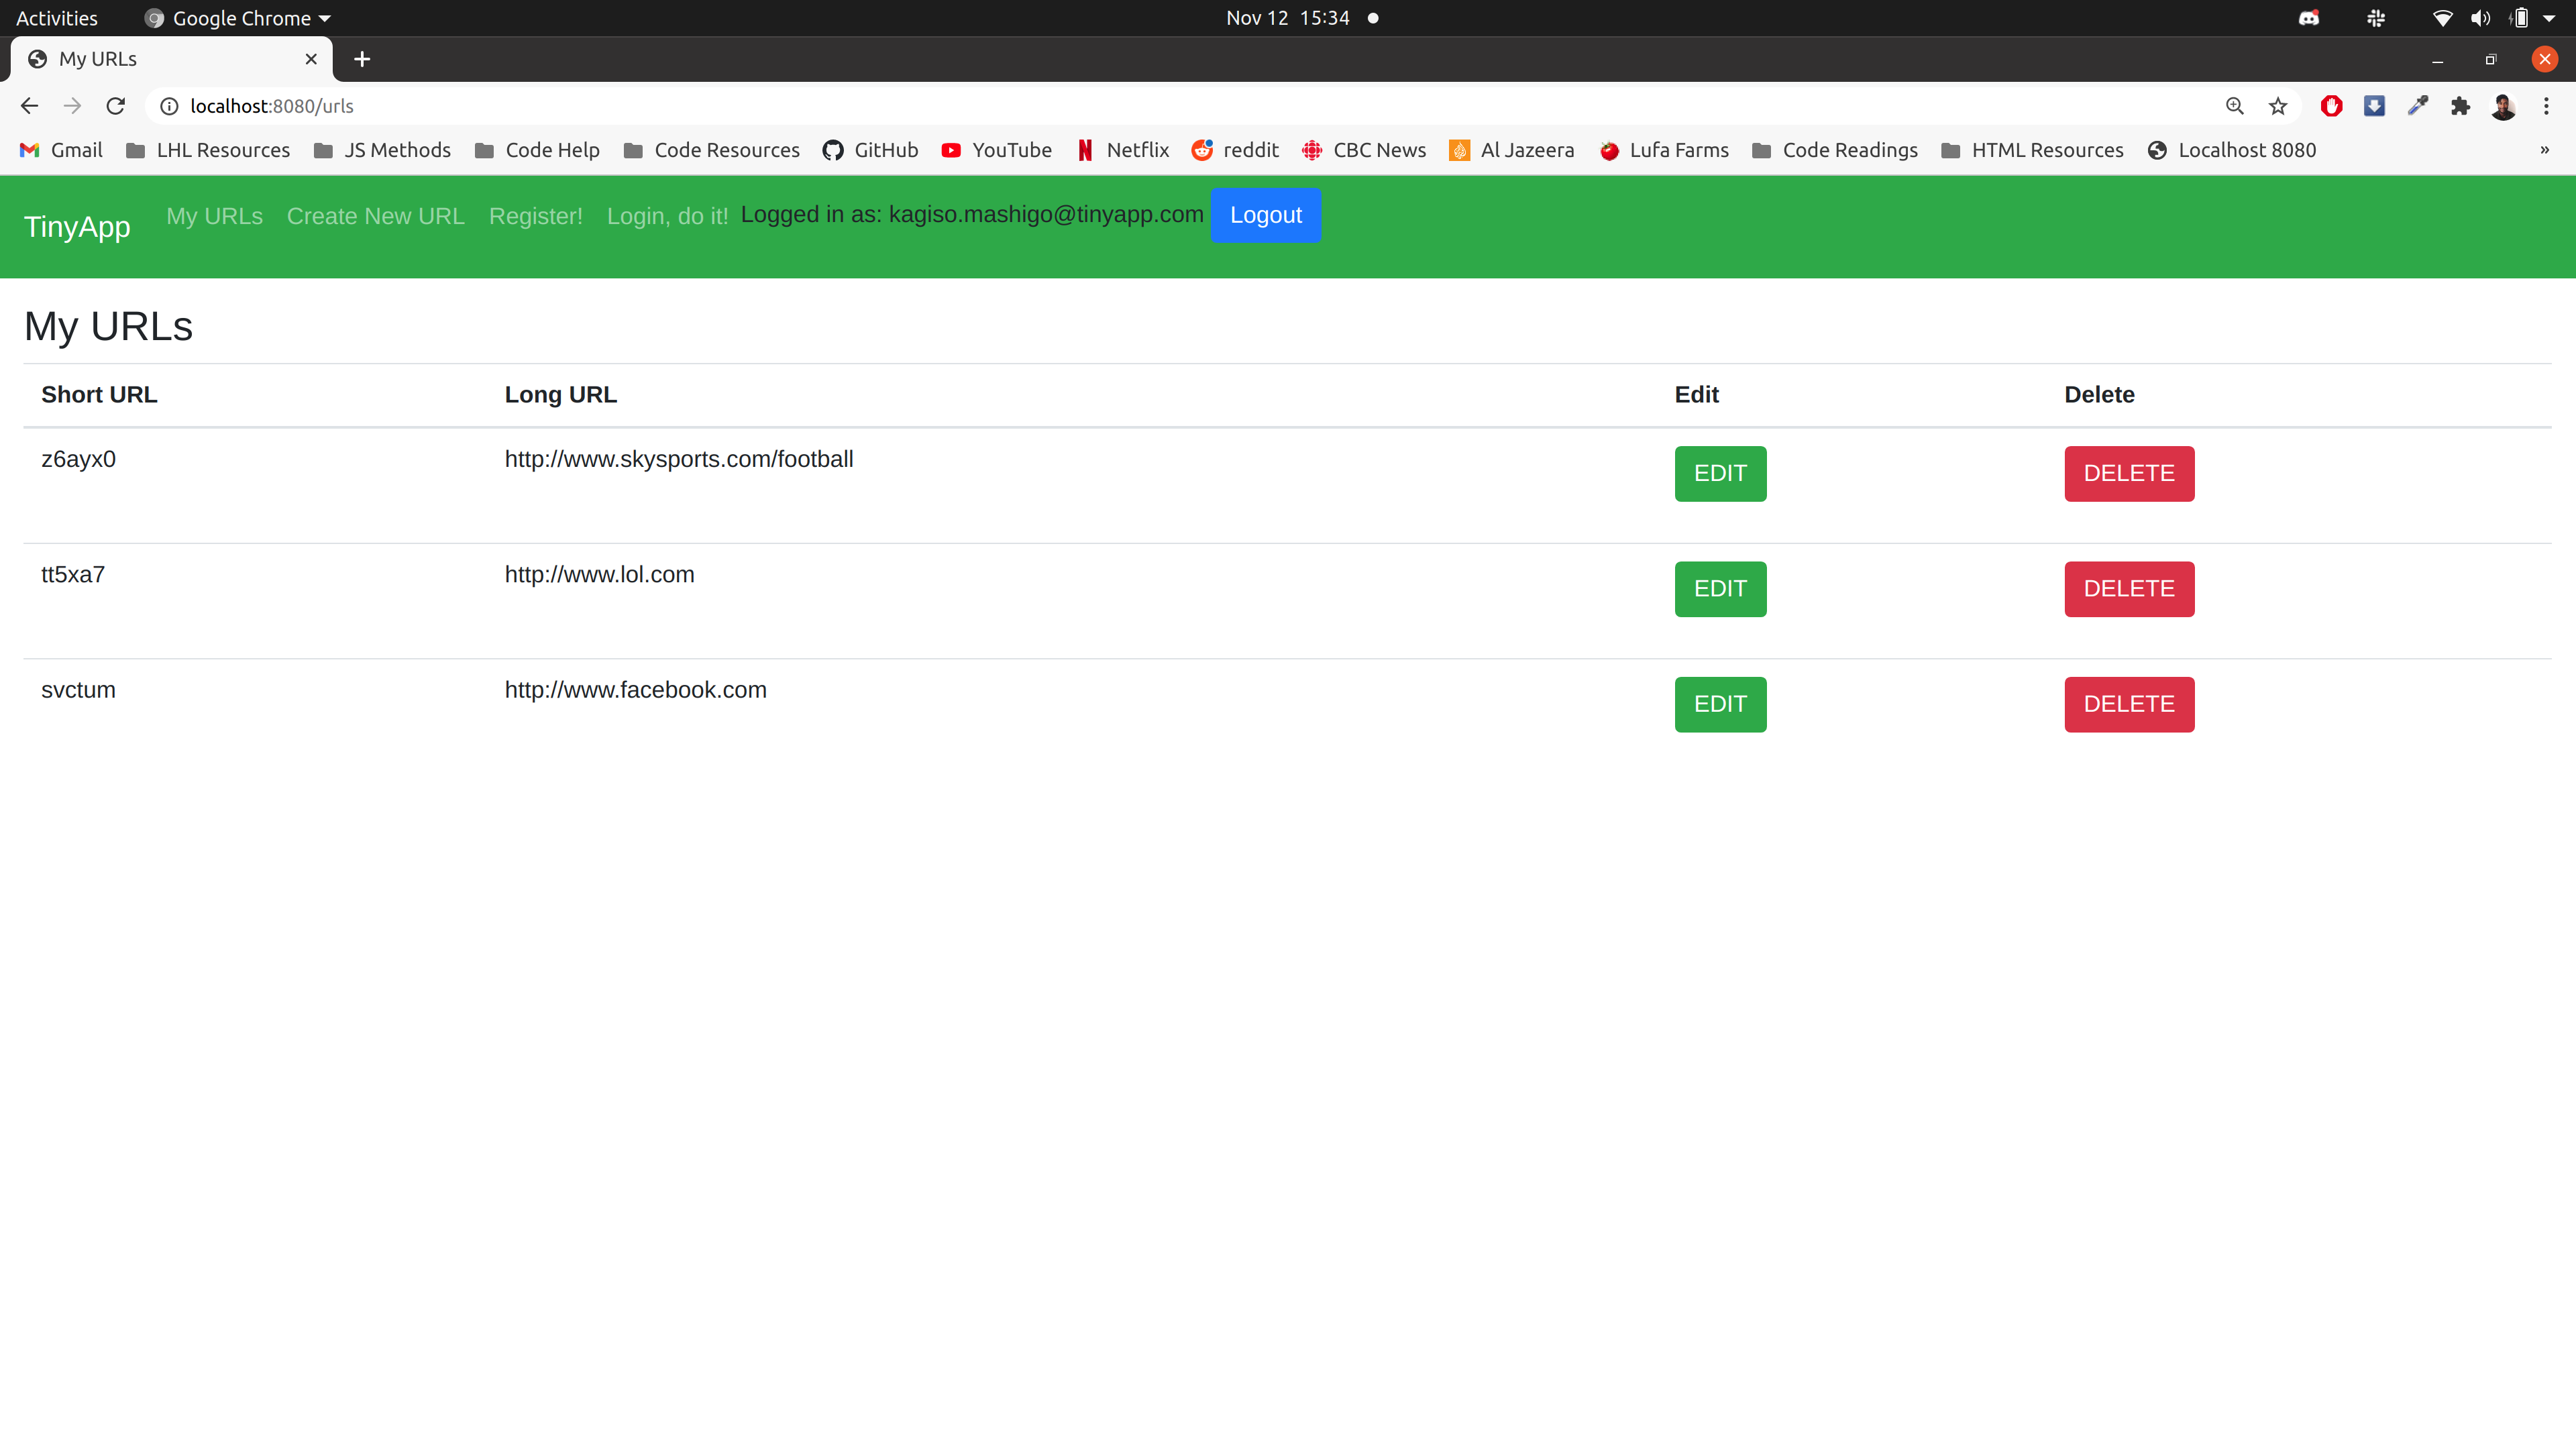 Activities Google Chrome Nov 12 15:34
My URLs
localhost:8080/urls
Gmail LHL Resources JS Methods Code Help Code Resources GitHub YouTube Netflix reddit CBC News Al Jazeera Lufa Farms Code Readings HTML Resources Localhost 8080 »
TinyApp My URLs Create New URL Register! Login, do it! Logged in as: kagiso.mashigo@tinyapp.com Logout
My URLs
Short URL Long URL Edit Delete
z6ayx0 http://www.skysports.com/football EDIT DELETE
tt5xa7 http://www.lol.com EDIT DELETE
svctum http://www.facebook.com EDIT DELETE